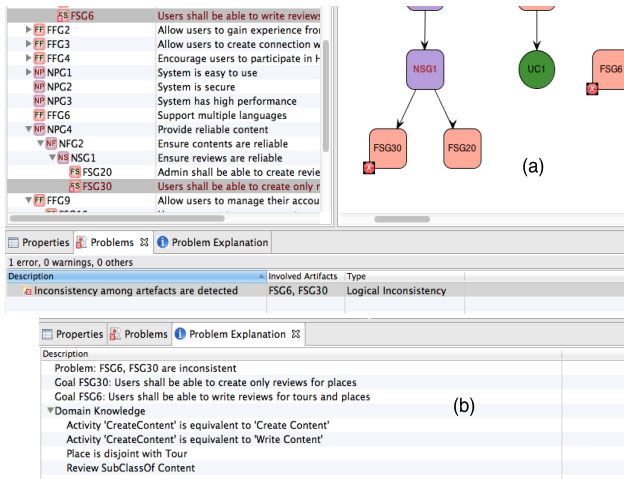 FSG6 Users shall be able to write reviews
FFG2 Allow users to gain experience from
FFG3 Allow users to create connection w
FFG4 Encourage users to participate in H
NPG1 System is easy to use
NPG2 System is secure
NPG3 System has high performance
FFG6 Support multiple languages
NPG4 Provide reliable content
NFG2 Ensure contents are reliable
NSG1 Ensure reviews are reliable
FSG20 Admin shall be able to create revie
FSG30 Users shall be able to create only r
FFG9 Allow users to manage their accou
NSG1
UC1
FSG6
FSG30
FSG20
(a)
Properties Problems Problem Explanation
1 error, 0 warnings, 0 others
Description Involved Artifacts Type
Inconsistency among artefacts are detected FSG6, FSG30 Logical Inconsistency
Properties Problems Problem Explanation
Description
Problem: FSG6, FSG30 are inconsistent
Goal FSG30: Users shall be able to create only reviews for places
Goal FSG6: Users shall be able to write reviews for tours and places
Domain Knowledge
Activity 'CreateContent' is equivalent to 'Create Content'
Activity 'CreateContent' is equivalent to 'Write Content'
Place is disjoint with Tour
Review SubClassOf Content
(b)